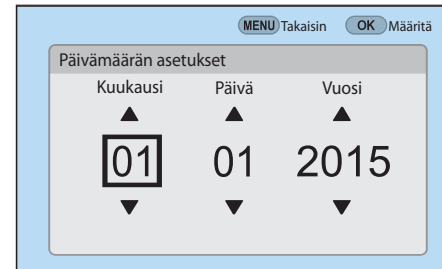 MENU Takaisin OK Määritä
Päivämäärän asetukset
Kuukausi Päivä Vuosi
01 01 2015